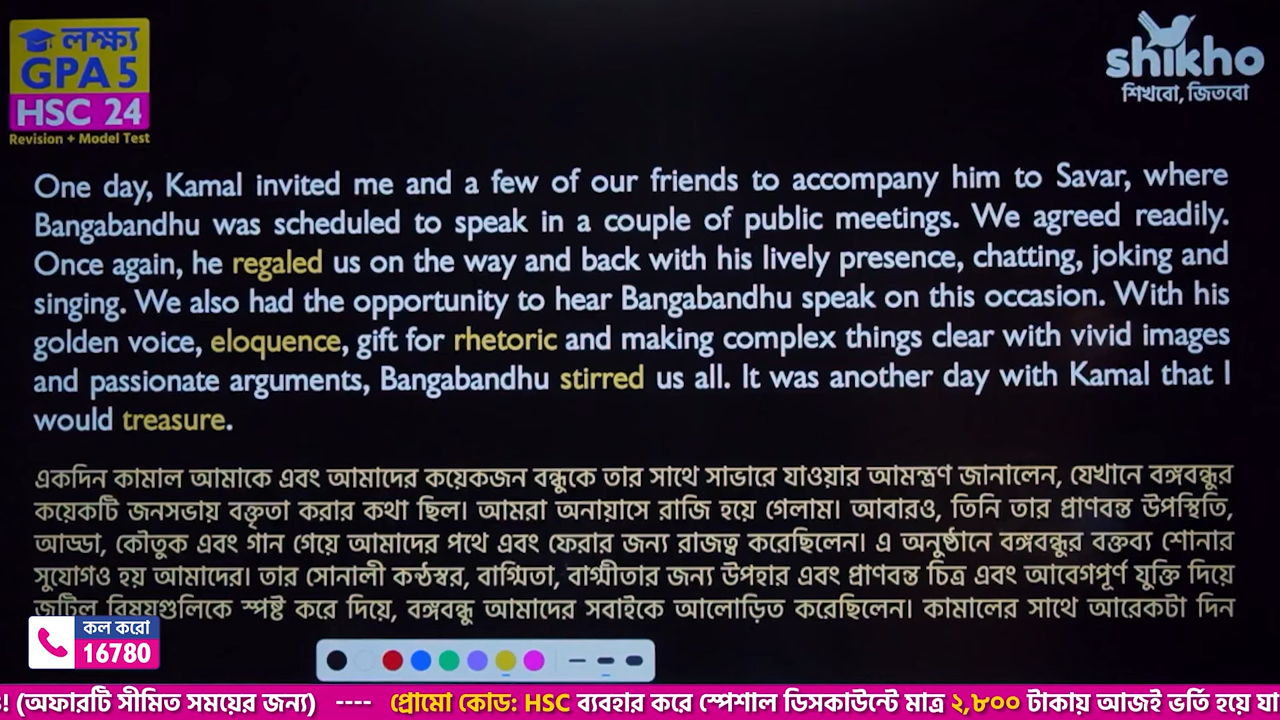 লক্ষ্য
GPA 5
HSC 24
Revision + Model Test
shikho
শিখবো, জিতবো
One day, Kamal invited me and a few of our friends to accompany him to Savar, where
Bangabandhu was scheduled to speak in a couple of public meetings. We agreed readily.
Once again, he regaled us on the way and back with his lively presence, chatting, joking and
singing. We also had the opportunity to hear Bangabandhu speak on this occasion. With his
golden voice, eloquence, gift for rhetoric and making complex things clear with vivid images
and passionate arguments, Bangabandhu stirred us all. It was another day with Kamal that I
would treasure.
একদিন কামাল আমাকে এবং আমাদের কয়েকজন বন্ধুকে তার সাথে সাভারে যাওয়ার আমন্ত্রণ জানালেন, যেখানে বঙ্গবন্ধুর
কয়েকটি জনসভায় বক্তৃতা করার কথা ছিল। আমরা অনায়াসে রাজি হয়ে গেলাম। আবারও, তিনি তার প্রাণবন্ত উপস্থিতি,
আড্ডা, কৌতুক এবং গান গেয়ে আমাদের পথে এবং ফেরার জন্য রাজত্ব করেছিলেন। এ অনুষ্ঠানে বঙ্গবন্ধুর বক্তব্য শোনার
সুযোগও হয় আমাদের। তার সোনালী কন্ঠস্বর, বাগ্মিতা, বাগ্মীতার জন্য উপহার এবং প্রাণবন্ত চিত্র এবং আবেগপূর্ণ যুক্তি দিয়ে
জটিল বিষয়গুলিকে স্পষ্ট করে দিয়ে, বঙ্গবন্ধু আমাদের সবাইকে আলোড়িত করেছিলেন। কামালের সাথে আরেকটা দিন
কল করো
16780
! (অফারটি সীমিত সময়ের জন্য) ---- প্রোমো কোড: HSC ব্যবহার করে স্পেশাল ডিসকাউন্টে মাত্র ২,৮০০ টাকায় আজই ভর্তি হয়ে